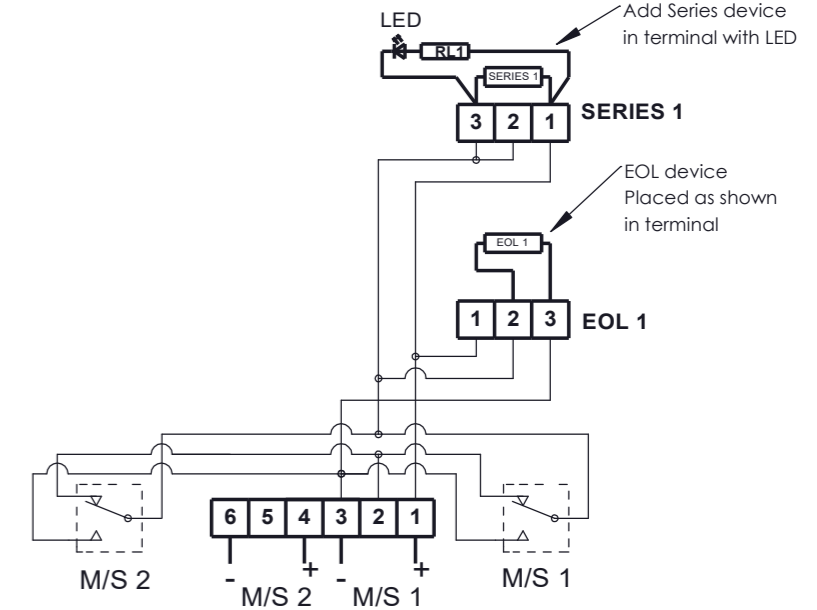 LED
Add Series device
in terminal with LED
RL1
SERIES 1
3 2 1
SERIES 1
EOL device
Placed as shown
in terminal
EOL 1
1 2 3
EOL 1
6 5 4 3 2 1
- + - +
M/S 2
M/S 2
M/S 1
M/S 1